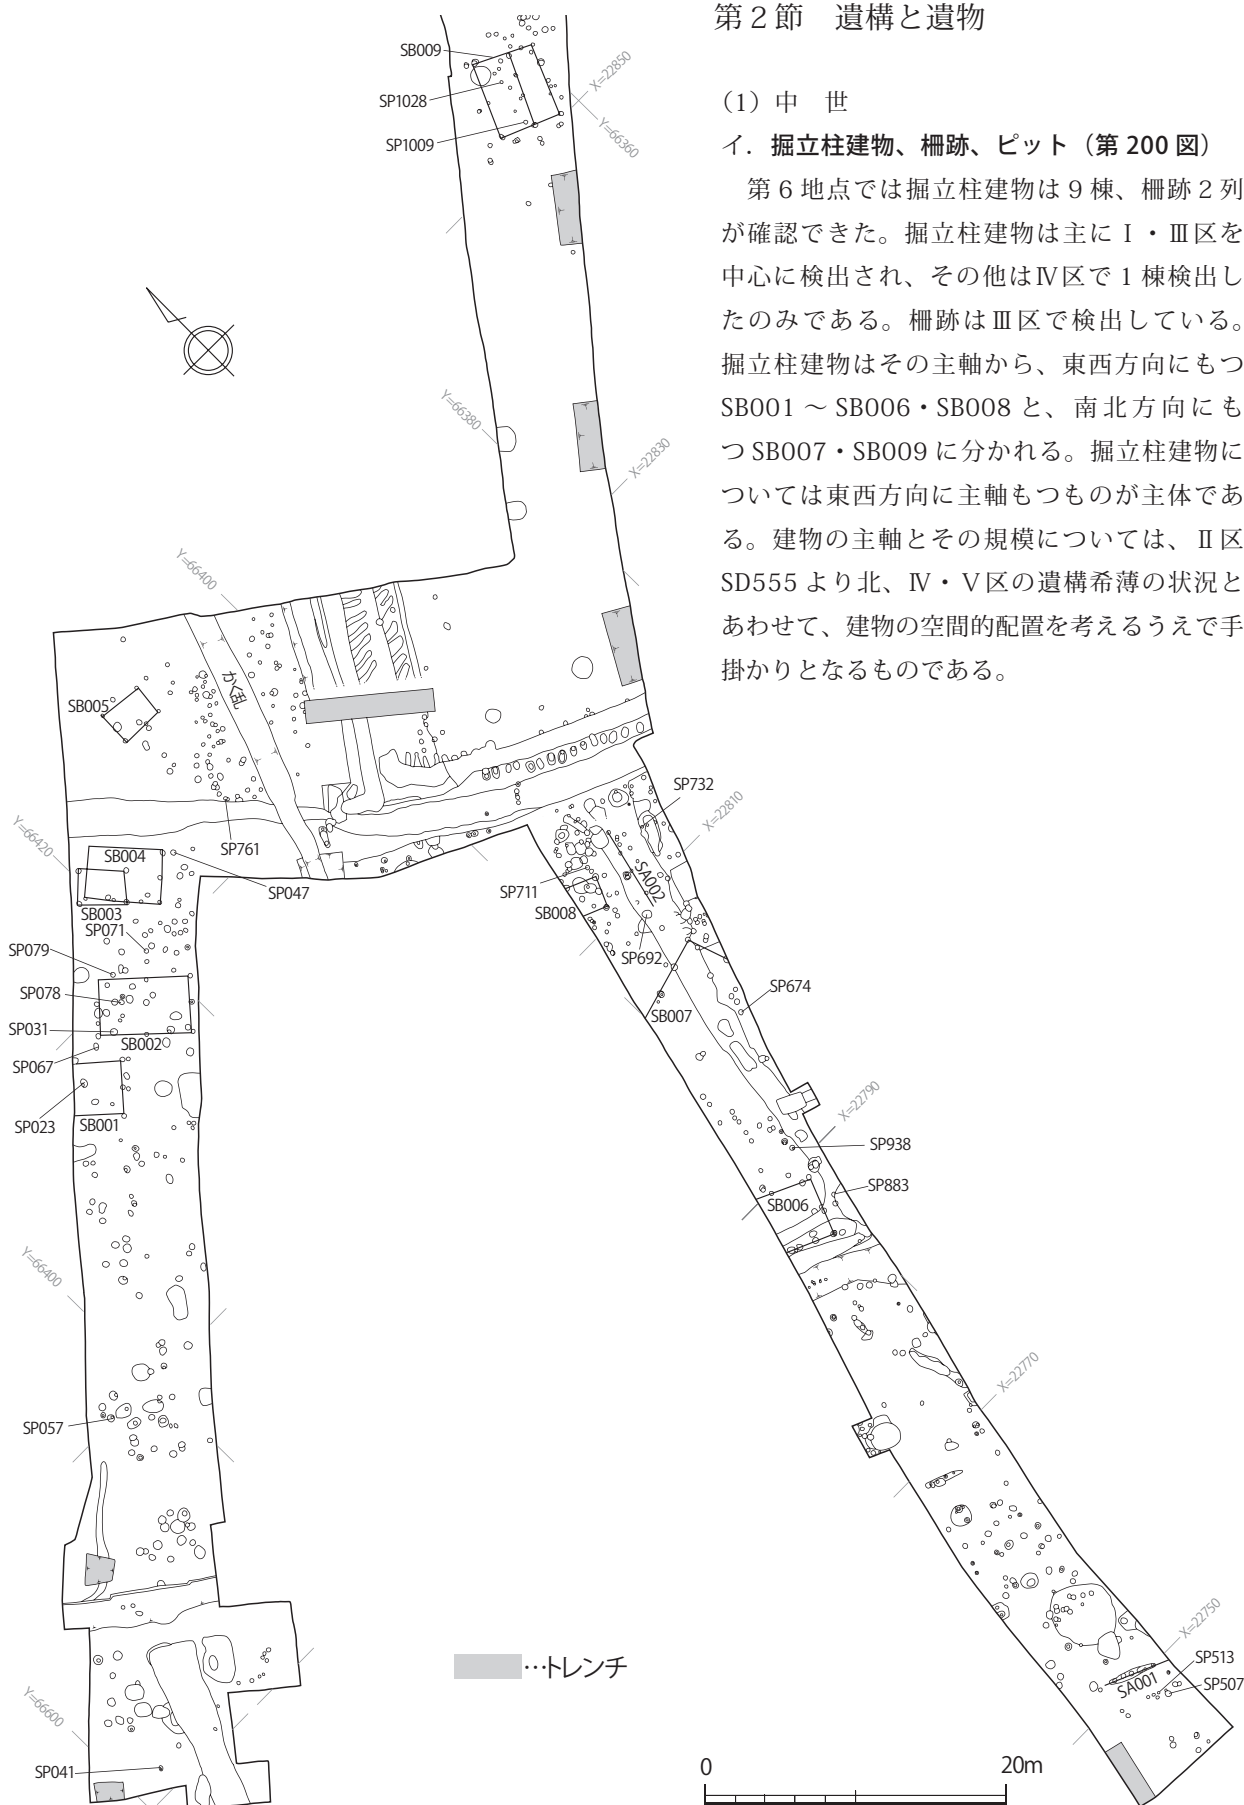 第２節　遺構と遺物
（1）中　世
イ．掘立柱建物、柵跡、ピット（第 200 図）
　第６地点では掘立柱建物は９棟、柵跡２列
が確認できた。掘立柱建物は主にⅠ・Ⅲ区を
中心に検出され、その他はⅣ区で１棟検出し
たのみである。柵跡はⅢ区で検出している。
掘立柱建物はその主軸から、東西方向にもつ
SB001 ～ SB006・SB008 と、南北方向にも
つ SB007・SB009 に分かれる。掘立柱建物に
ついては東西方向に主軸もつものが主体であ
る。建物の主軸とその規模については、Ⅱ区
SD555 より北、Ⅳ・Ⅴ区の遺構希薄の状況と
あわせて、建物の空間的配置を考えるうえで手
掛かりとなるものである。
SB009
SP1028
SP1009
X=22850
Y=66360
Y=66380
X=22830
Y=66400
かく乱
SB005
SP761
SP732
X=22810
Y=66420
SB004
SP047
SB003
SP071
SP079
SP078
SP031
SB002
SP067
SP023
SB001
SA002
SP711
SB008
SP692
SP674
SB007
X=22790
SP938
SP883
SB006
Y=66400
X=22770
SP057
X=22750
SP513
SP507
SA001
Y=66600
SP041
…トレンチ
0
20m